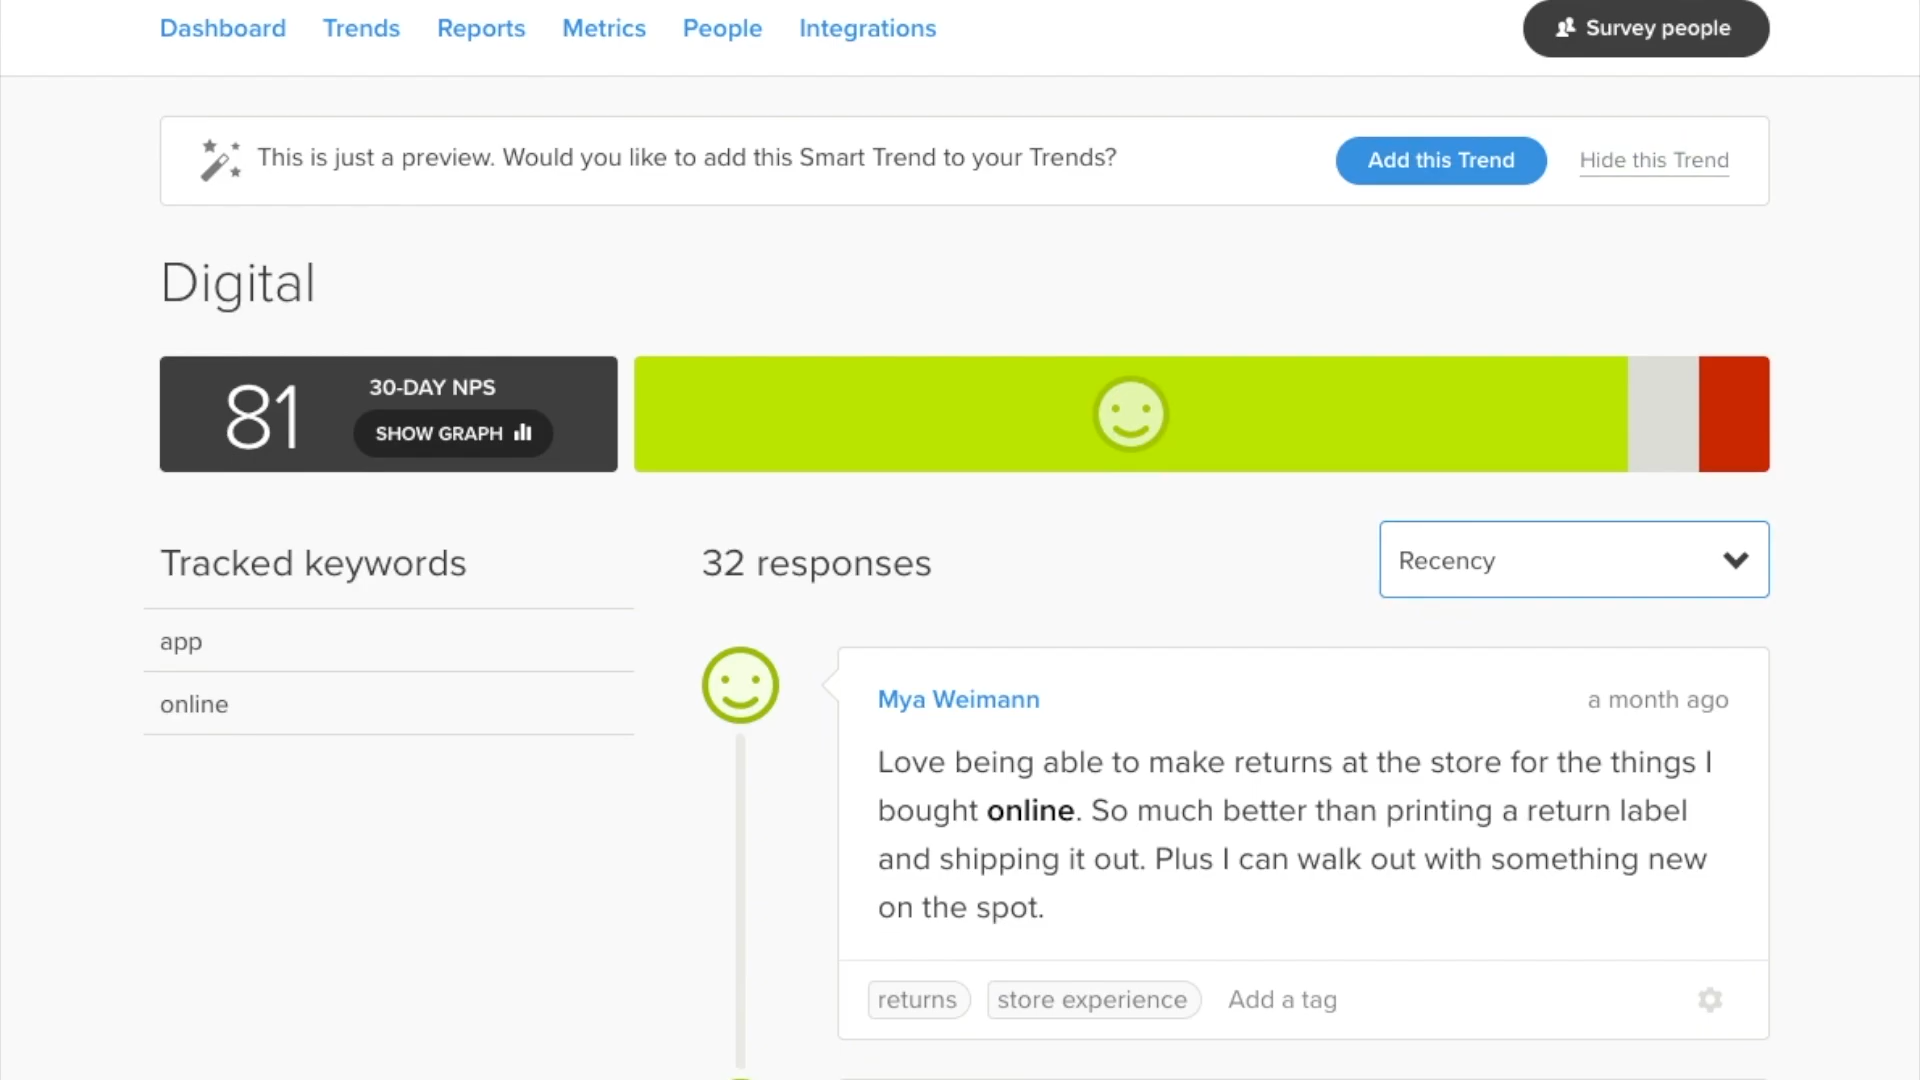 Dashboard Trends Reports Metrics People Integrations Survey people
This is just a preview. Would you like to add this Smart Trend to your Trends? Add this Trend Hide this Trend
Digital
81 30-DAY NPS
SHOW GRAPH
Tracked keywords
app
online
32 responses Recency
Mya Weimann a month ago
Love being able to make returns at the store for the things I
bought online. So much better than printing a return label
and shipping it out. Plus I can walk out with something new
on the spot.
returns store experience Add a tag